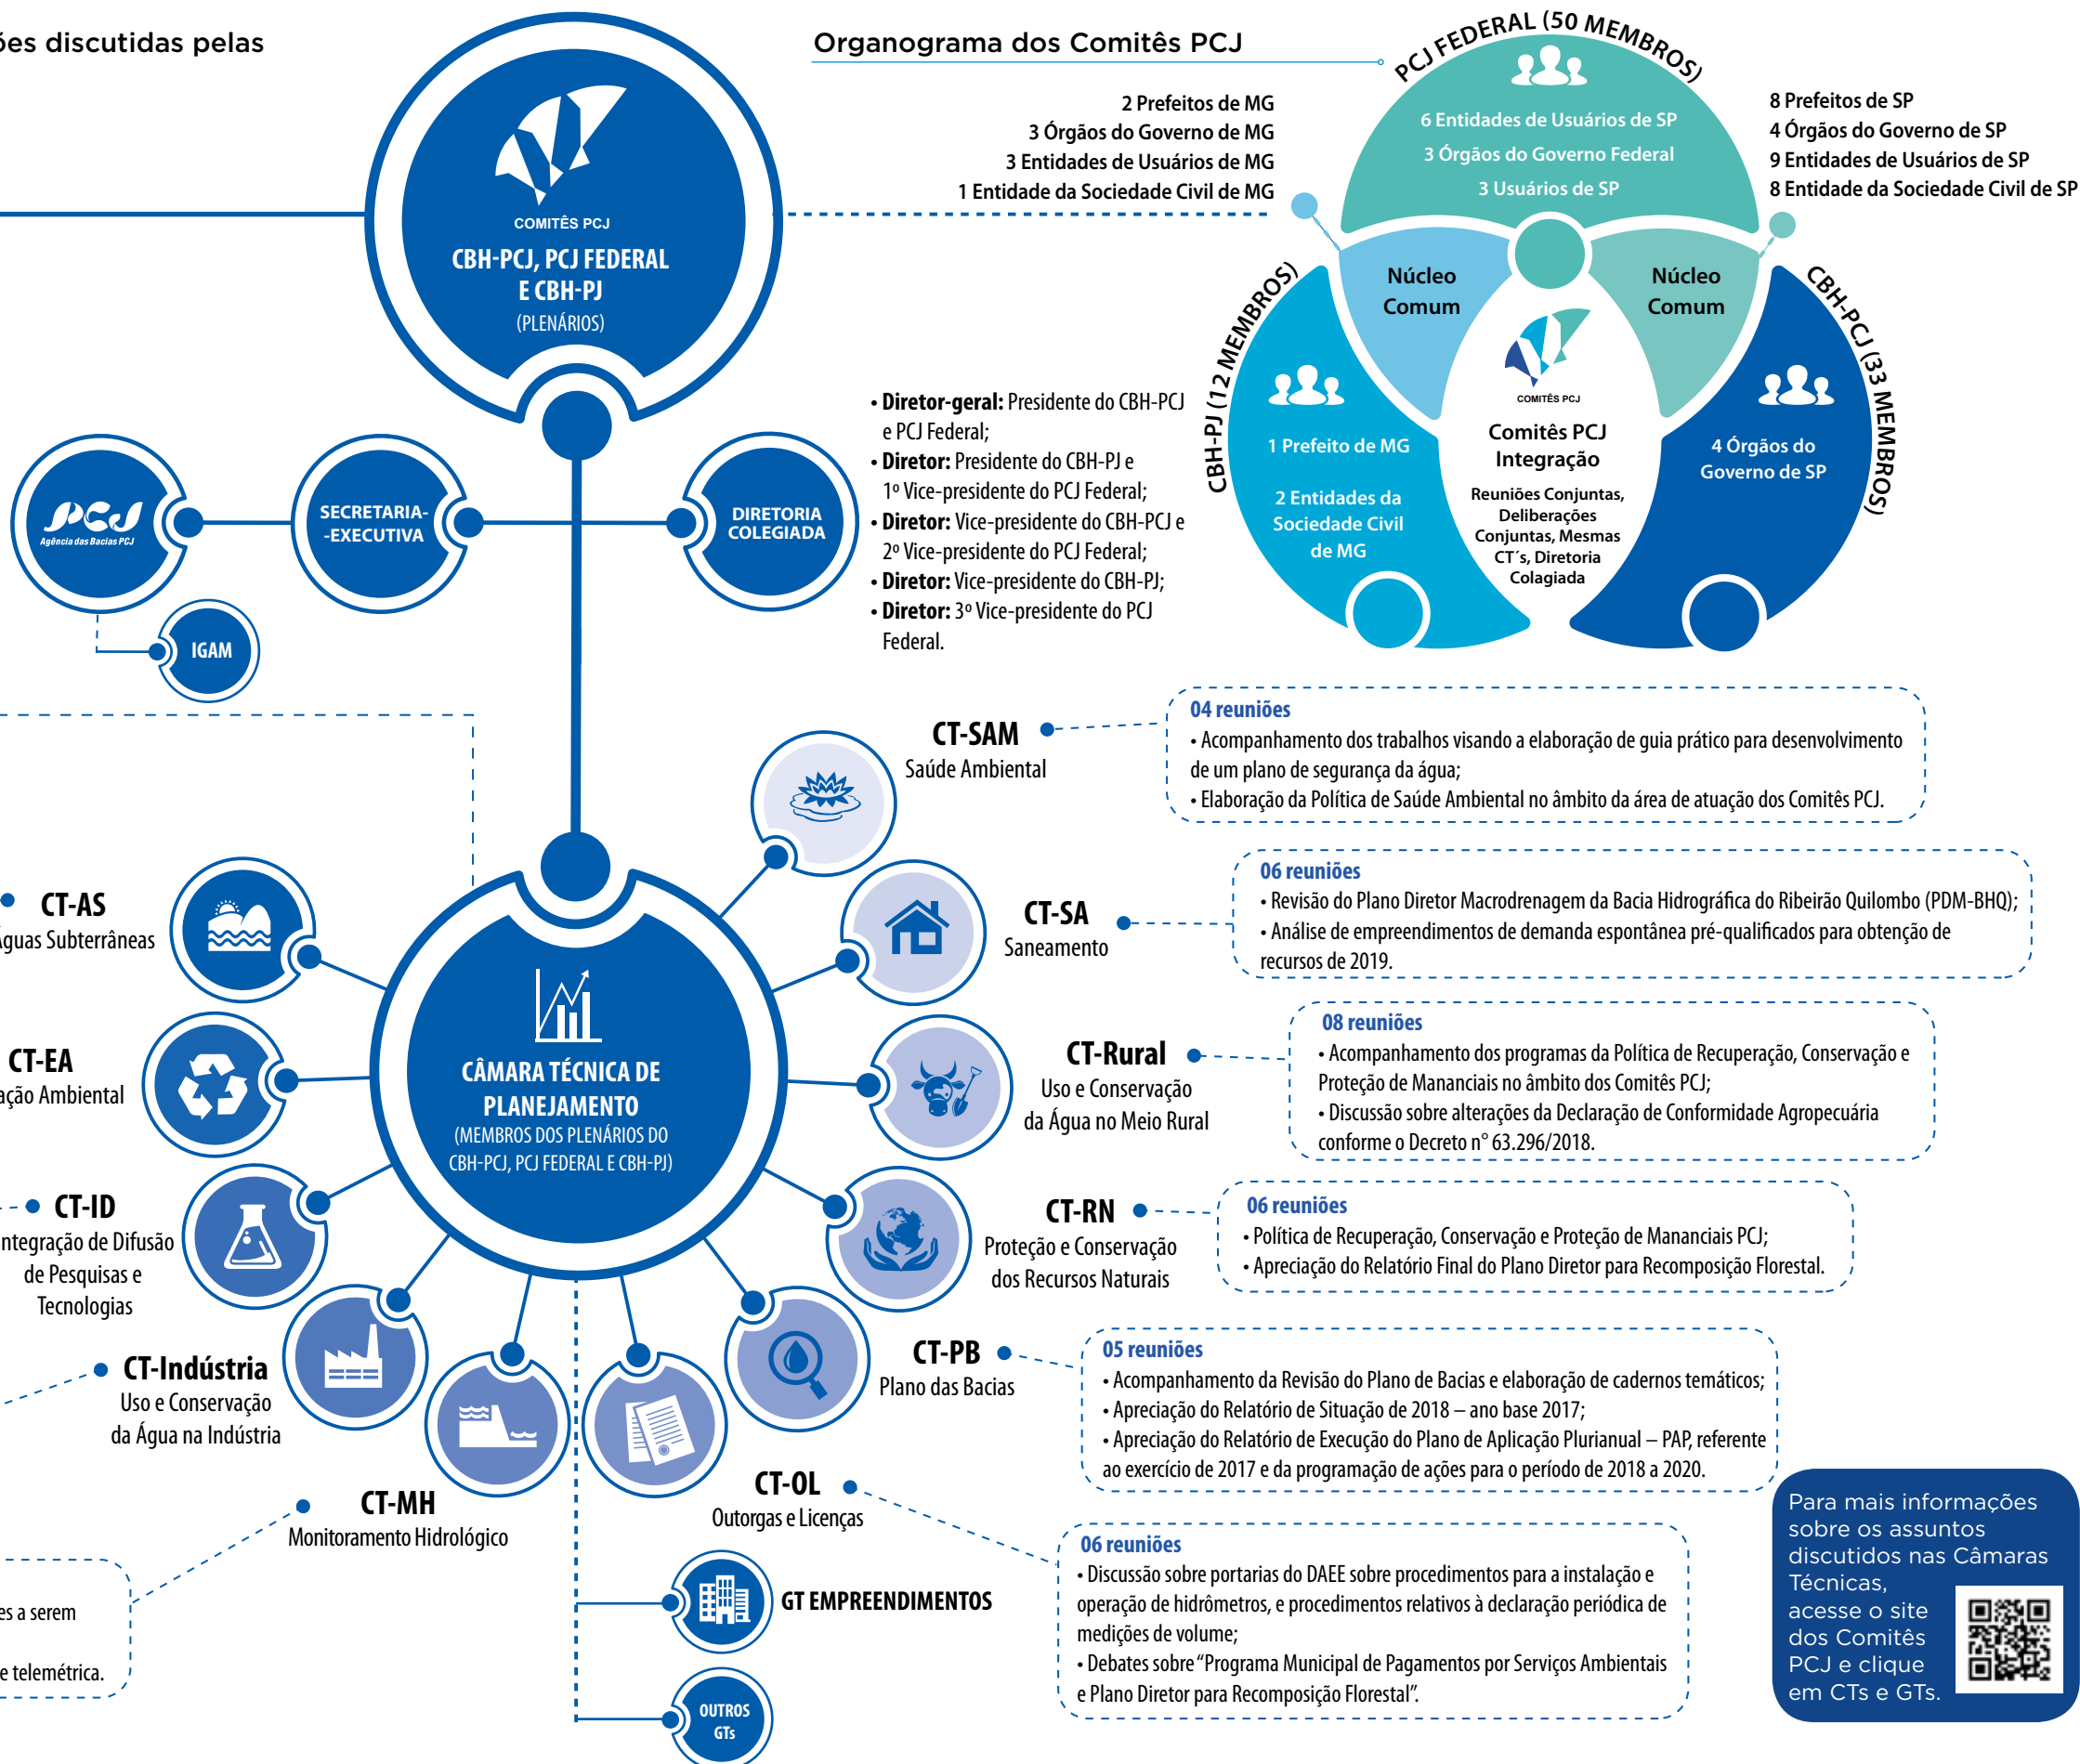 ões discutidas pelas
COMITÊS PCJ
CBH-PCJ, PCJ FEDERAL
E CBH-PJ
(PLENÁRIOS)
Organograma dos Comitês PCJ
2 Prefeitos de MG
3 Órgãos do Governo de MG
3 Entidades de Usuários de MG
1 Entidade da Sociedade Civil de MG
PCJ FEDERAL (50 MEMBROS)
6 Entidades de Usuários de SP
3 Órgãos do Governo Federal
3 Usuários de SP
8 Prefeitos de SP
4 Órgãos do Governo de SP
9 Entidades de Usuários de SP
8 Entidade da Sociedade Civil de SP
Núcleo
Comum
Núcleo
Comum
CBH-PJ (12 MEMBROS)
1 Prefeito de MG
2 Entidades da
Sociedade Civil
de MG
COMITÊS PCJ
Comitês PCJ
Integração
Reuniões Conjuntas,
Deliberações
Conjuntas, Mesmas
CT´s, Diretoria
Colagiada
CBH-PCJ (33 MEMBROS)
4 Órgãos do
Governo de SP
PCJ
Agência das Bacias PCJ
SECRETARIA-
-EXECUTIVA
DIRETORIA
COLEGIADA
IGAM
• Diretor-geral: Presidente do CBH-PCJ
e PCJ Federal;
• Diretor: Presidente do CBH-PJ e
1º Vice-presidente do PCJ Federal;
• Diretor: Vice-presidente do CBH-PCJ e
2º Vice-presidente do PCJ Federal;
• Diretor: Vice-presidente do CBH-PJ;
• Diretor: 3º Vice-presidente do PCJ
Federal.
CÂMARA TÉCNICA DE
PLANEJAMENTO
(MEMBROS DOS PLENÁRIOS DO
CBH-PCJ, PCJ FEDERAL E CBH-PJ)
CT-AS
Águas Subterrâneas
CT-EA
ação Ambiental
CT-ID
ntegração de Difusão
de Pesquisas e
Tecnologias
CT-Indústria
Uso e Conservação
da Água na Indústria
CT-MH
Monitoramento Hidrológico
es a serem
e telemétrica.
CT-SAM
Saúde Ambiental
04 reuniões
• Acompanhamento dos trabalhos visando a elaboração de guia prático para desenvolvimento
de um plano de segurança da água;
• Elaboração da Política de Saúde Ambiental no âmbito da área de atuação dos Comitês PCJ.
CT-SA
Saneamento
06 reuniões
• Revisão do Plano Diretor Macrodrenagem da Bacia Hidrográfica do Ribeirão Quilombo (PDM-BHQ);
• Análise de empreendimentos de demanda espontânea pré-qualificados para obtenção de
recursos de 2019.
CT-Rural
Uso e Conservação
da Água no Meio Rural
08 reuniões
• Acompanhamento dos programas da Política de Recuperação, Conservação e
Proteção de Mananciais no âmbito dos Comitês PCJ;
• Discussão sobre alterações da Declaração de Conformidade Agropecuária
conforme o Decreto n° 63.296/2018.
CT-RN
Proteção e Conservação
dos Recursos Naturais
06 reuniões
• Política de Recuperação, Conservação e Proteção de Mananciais PCJ;
• Apreciação do Relatório Final do Plano Diretor para Recomposição Florestal.
CT-PB
Plano das Bacias
05 reuniões
• Acompanhamento da Revisão do Plano de Bacias e elaboração de cadernos temáticos;
• Apreciação do Relatório de Situação de 2018 – ano base 2017;
• Apreciação do Relatório de Execução do Plano de Aplicação Plurianual – PAP, referente
ao exercício de 2017 e da programação de ações para o período de 2018 a 2020.
CT-OL
Outorgas e Licenças
06 reuniões
• Discussão sobre portarias do DAEE sobre procedimentos para a instalação e
operação de hidrômetros, e procedimentos relativos à declaração periódica de
medições de volume;
• Debates sobre “Programa Municipal de Pagamentos por Serviços Ambientais
e Plano Diretor para Recomposição Florestal”.
GT EMPREENDIMENTOS
OUTROS
GTs
Para mais informações
sobre os assuntos
discutidos nas Câmaras
Técnicas,
acesse o site
dos Comitês
PCJ e clique
em CTs e GTs.